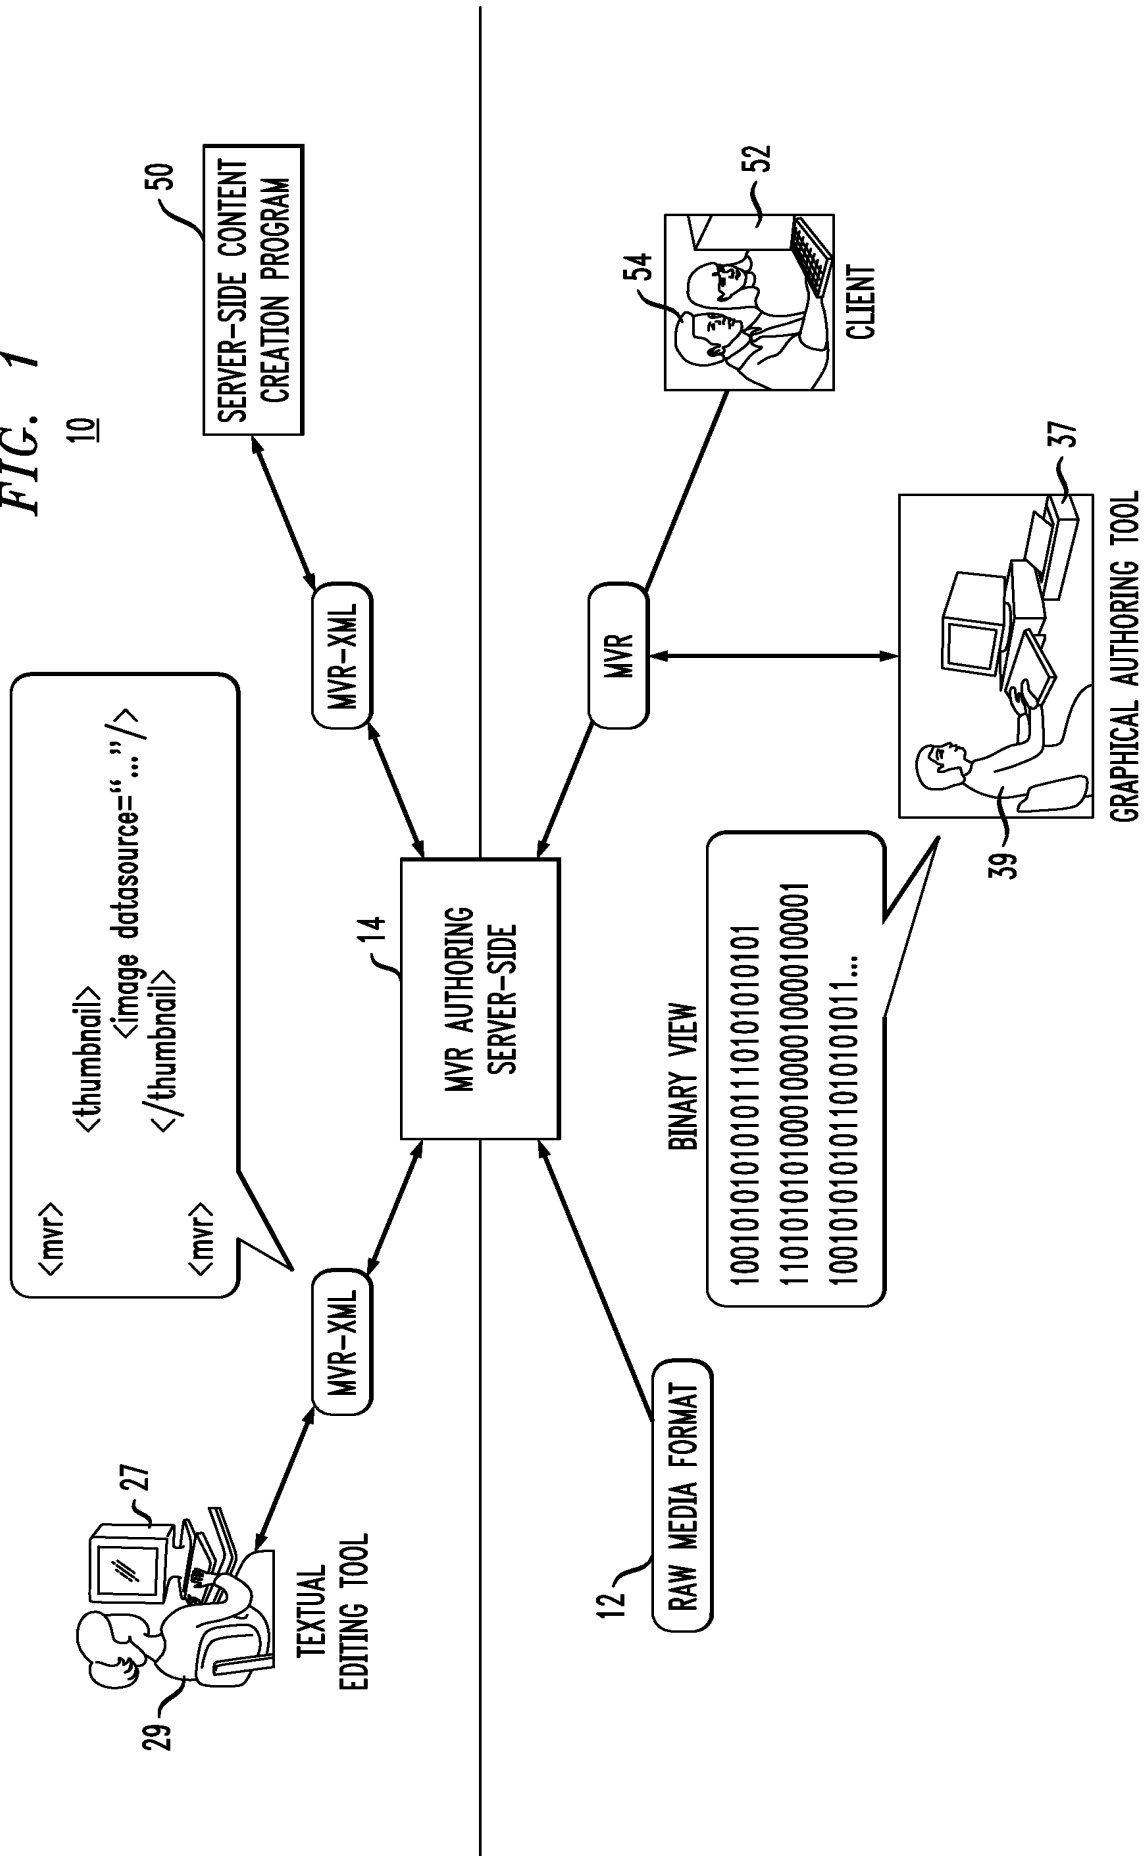 FIG. 1
10
<mvr>
<thumbnail>
<image datasource=“...”/>
</thumbnail>
<mvr>
27
29
TEXTUAL
EDITING TOOL
MVR-XML
MVR-XML
50
SERVER-SIDE CONTENT
CREATION PROGRAM
14
MVR AUTHORING
SERVER-SIDE
12
RAW MEDIA FORMAT
MVR
54
52
CLIENT
BINARY VIEW
100101010101011110101010101
11010101010001000010000100001
1001010101011010101011...
39
37
GRAPHICAL AUTHORING TOOL